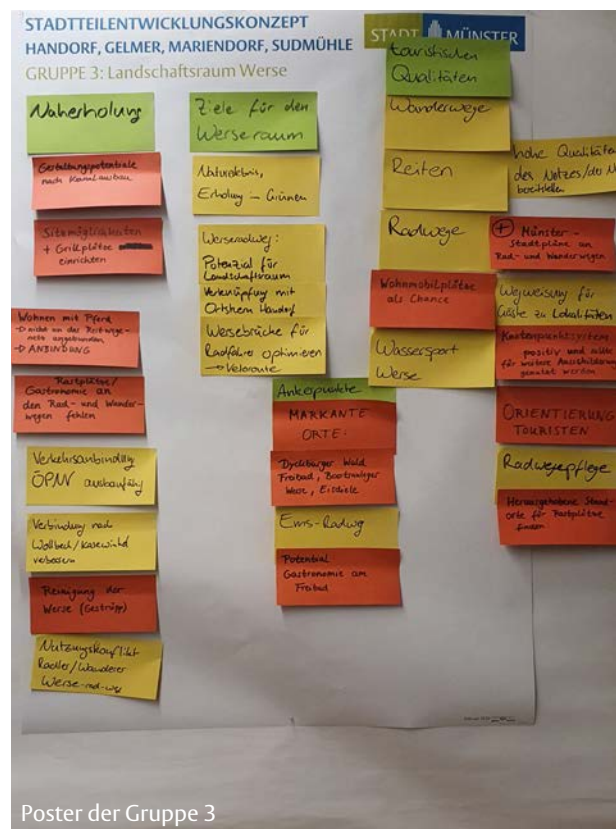 STADTTEILENTWICKLUNGSKONZEPT
HANDORF, GELMER, MARIENDORF, SUDMÜHLE
GRUPPE 3: Landschaftsraum Werse
STADT MÜNSTER
Naherholung
Gestaltungspotentiale
nach Kanalausbau
Sitzmöglichkeiten
+ Grillplätze
einrichten
Wohnen mit Pferd
→ nicht an das Reitwege-
netz angebunden
→ ANBINDUNG
Rastplätze/
Gastronomie an
den Rad- und Wander-
wegen fehlen
Verkehrsanbindung
ÖPNV ausbaufähig
Verbindung nach
Wolbeck/
verbessern
Reinigung der
Werse (Gestrüpp)
Nutzungskonflikt
Radler/Wanderer
Werse-rad-weg
Ziele für den
Werseraum
Naturerlebnis,
Erholung – Grünen
Werseradweg:
Potenzial für
Landschaftsraum
Verknüpfung mit
Ortskern Handorf
Wersebrücke für
Radfahrer optimieren
→ Veloroute
Ankerpunkte
MARKANTE
ORTE:
Dyckburger Wald
Freibad, Bootsanleger
Werse, Eisdiele
Ems-Radweg
Potential
Gastronomie am
Freibad
touristischen
Qualitäten
Wanderwege
Reiten
hohe Qualitäten
des Netzes/der
bereitstellen
Radwege
+ Münster-
Stadtpläne an
Rad- und Wanderwegen
Wohnmobilplätze
als Chance
Wegweisung für
Gäste zu Lokalitäten
Wassersport
Werse
Knotenpunktsystem
positiv und sollte
für weitere Ausschilderung
genutzt werden
ORIENTIERUNG
TOURISTEN
Radwegepflege
Herausgehobene Stand-
orte für Rastplätze
finden
Poster der Gruppe 3